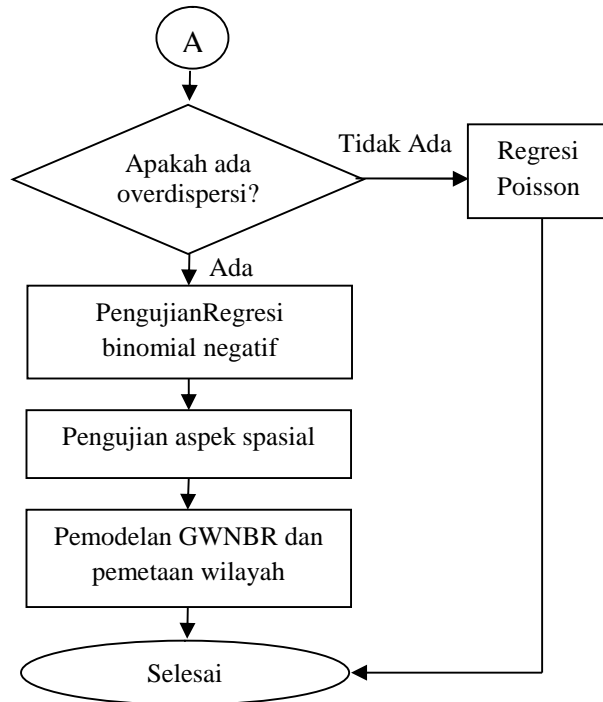 A
Apakah ada
overdispersi?
Tidak Ada
Regresi
Poisson
Ada
PengujianRegresi
binomial negatif
Pengujian aspek spasial
Pemodelan GWNBR dan
pemetaan wilayah
Selesai